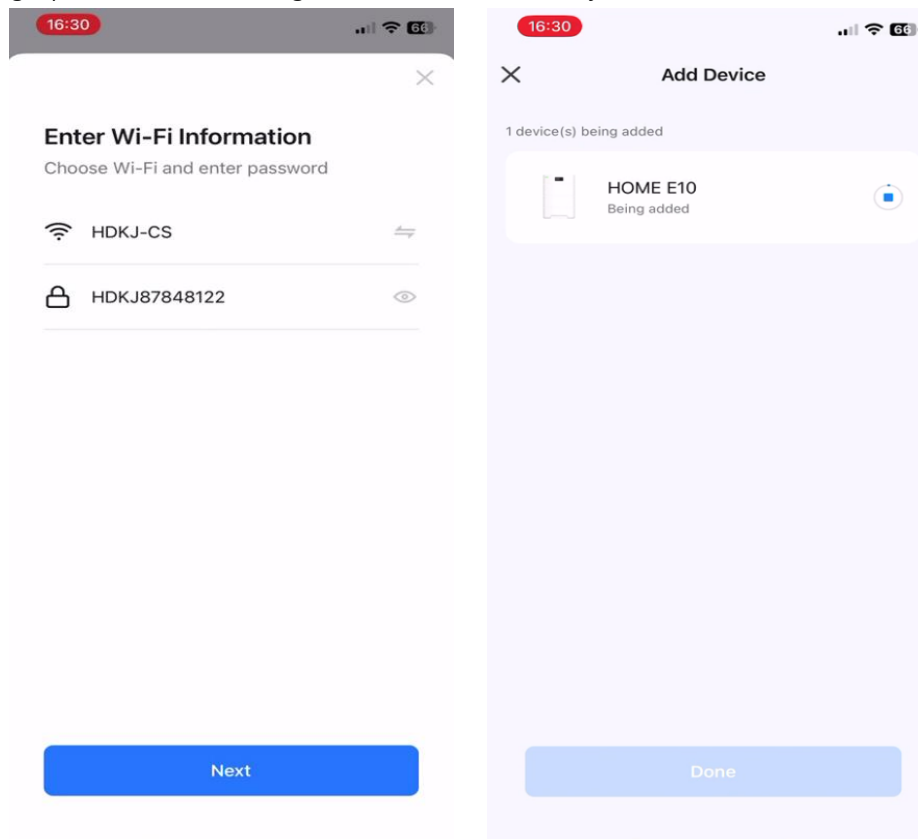 16:30
66
Enter Wi-Fi Information
Choose Wi-Fi and enter password
HDKJ-CS
HDKJ87848122
Next
16:30
66
Add Device
1 device(s) being added
HOME E10
Being added
Done